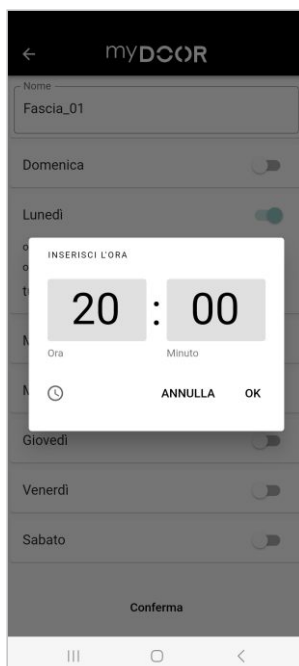 myDOOR
Nome
Fascia_01
Domenica
Lunedì
INSERISCI L'ORA
20 : 00
Ora Minuto
ANNULLA OK
Giovedì
Venerdì
Sabato
Conferma